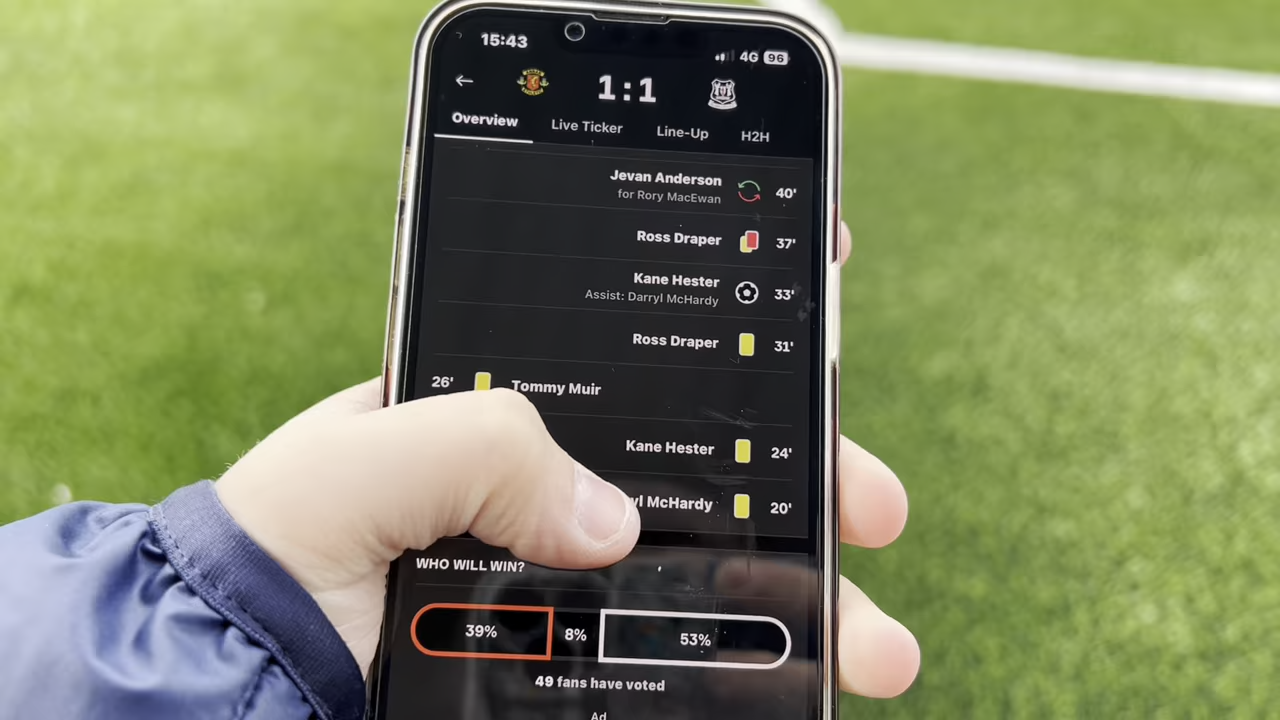 15:43
4G 96
1:1
Overview Live Ticker Line-Up H2H
Jevan Anderson 40'
for Rory MacEwan
Ross Draper 37'
Kane Hester 33'
Assist: Darryl McHardy
Ross Draper 31'
26' Tommy Muir
Kane Hester 24'
McHardy 20'
WHO WILL WIN?
39% 8% 53%
49 fans have voted
Ad